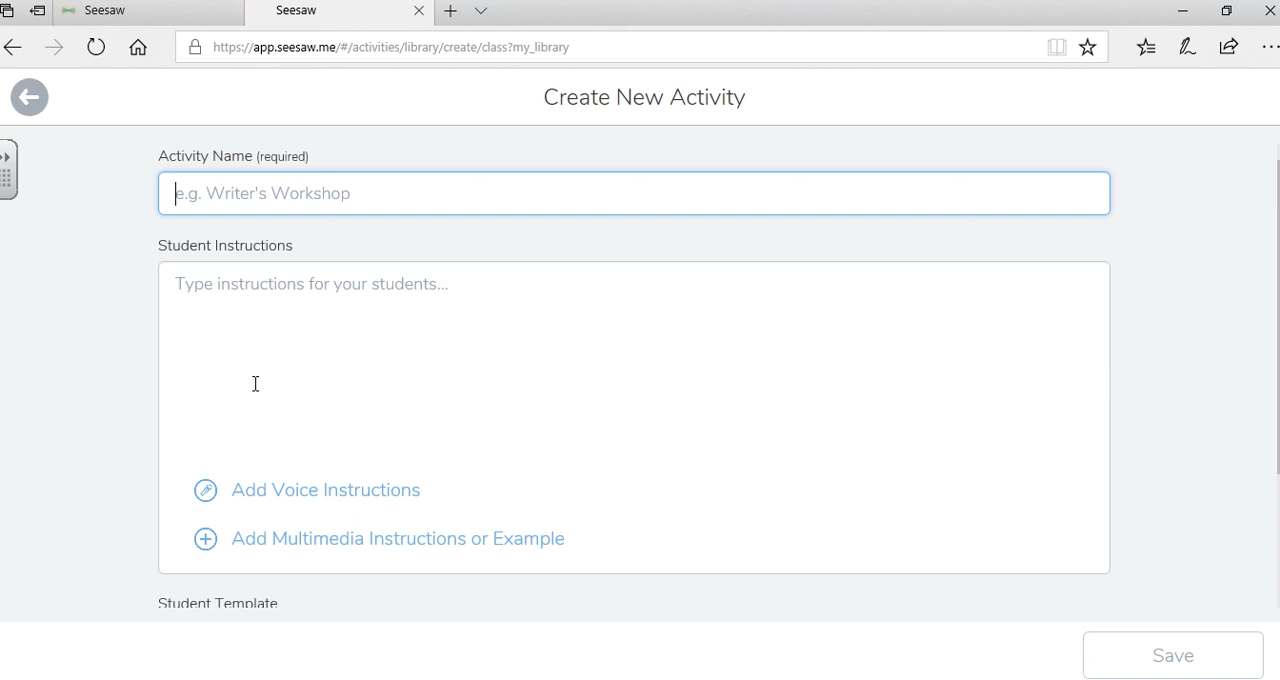 Seesaw
Seesaw
https://app.seesaw.me/#/activities/library/create/class?my_library
Create New Activity
Activity Name (required)
e.g. Writer's Workshop
Student Instructions
Type instructions for your students...
Add Voice Instructions
Add Multimedia Instructions or Example
Student Template
Save